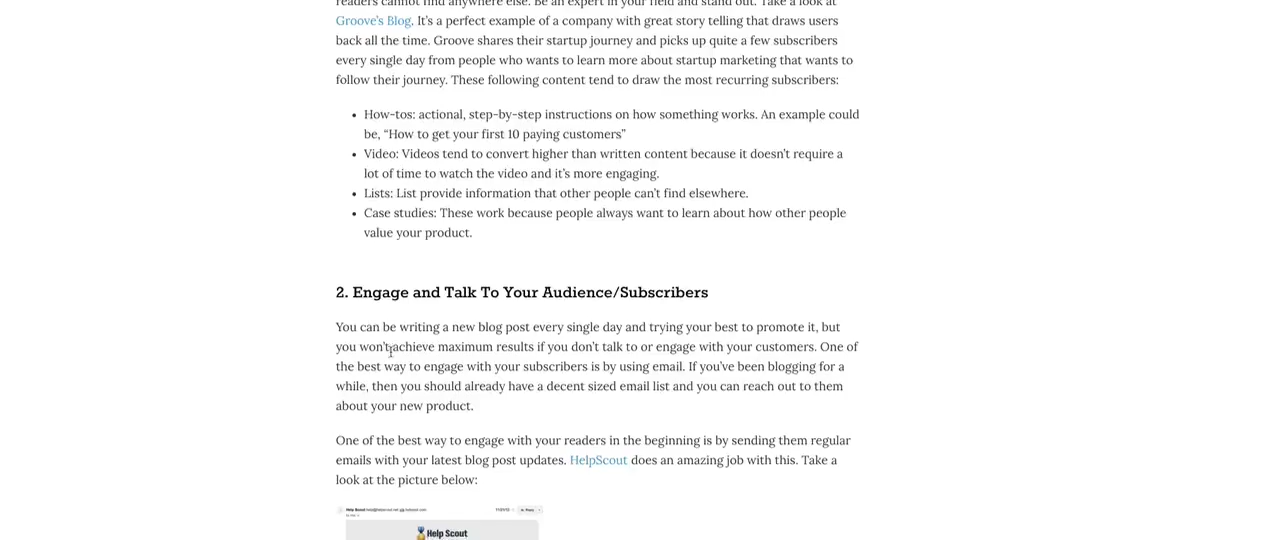 readers cannot find anywhere else. Be an expert in your field and stand out. Take a look at
Groove's Blog. It's a perfect example of a company with great story telling that draws users
back all the time. Groove shares their startup journey and picks up quite a few subscribers
every single day from people who wants to learn more about startup marketing that wants to
follow their journey. These following content tend to draw the most recurring subscribers:
• How-tos: actional, step-by-step instructions on how something works. An example could
be, “How to get your first 10 paying customers”
• Video: Videos tend to convert higher than written content because it doesn't require a
lot of time to watch the video and it's more engaging.
• Lists: List provide information that other people can't find elsewhere.
• Case studies: These work because people always want to learn about how other people
value your product.
2. Engage and Talk To Your Audience/Subscribers
You can be writing a new blog post every single day and trying your best to promote it, but
you won't achieve maximum results if you don't talk to or engage with your customers. One of
the best way to engage with your subscribers is by using email. If you've been blogging for a
while, then you should already have a decent sized email list and you can reach out to them
about your new product.
One of the best way to engage with your readers in the beginning is by sending them regular
emails with your latest blog post updates. HelpScout does an amazing job with this. Take a
look at the picture below:
Help Scout
Help Scout